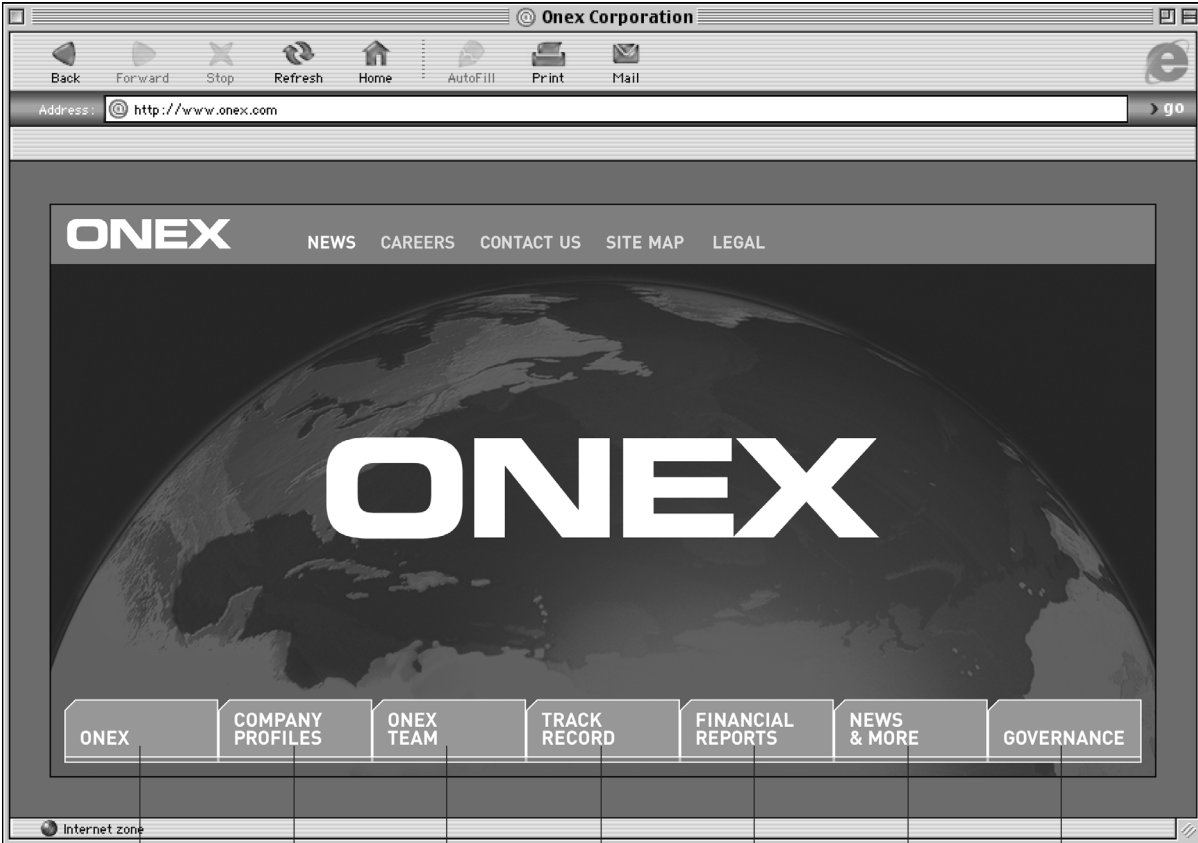 Onex Corporation
Back Forward Stop Refresh Home AutoFill Print Mail
Address: http://www.onex.com go
ONEX NEWS CAREERS CONTACT US SITE MAP LEGAL
ONEX
ONEX
COMPANY
PROFILES
ONEX
TEAM
TRACK
RECORD
FINANCIAL
REPORTS
NEWS
& MORE
GOVERNANCE
Internet zone